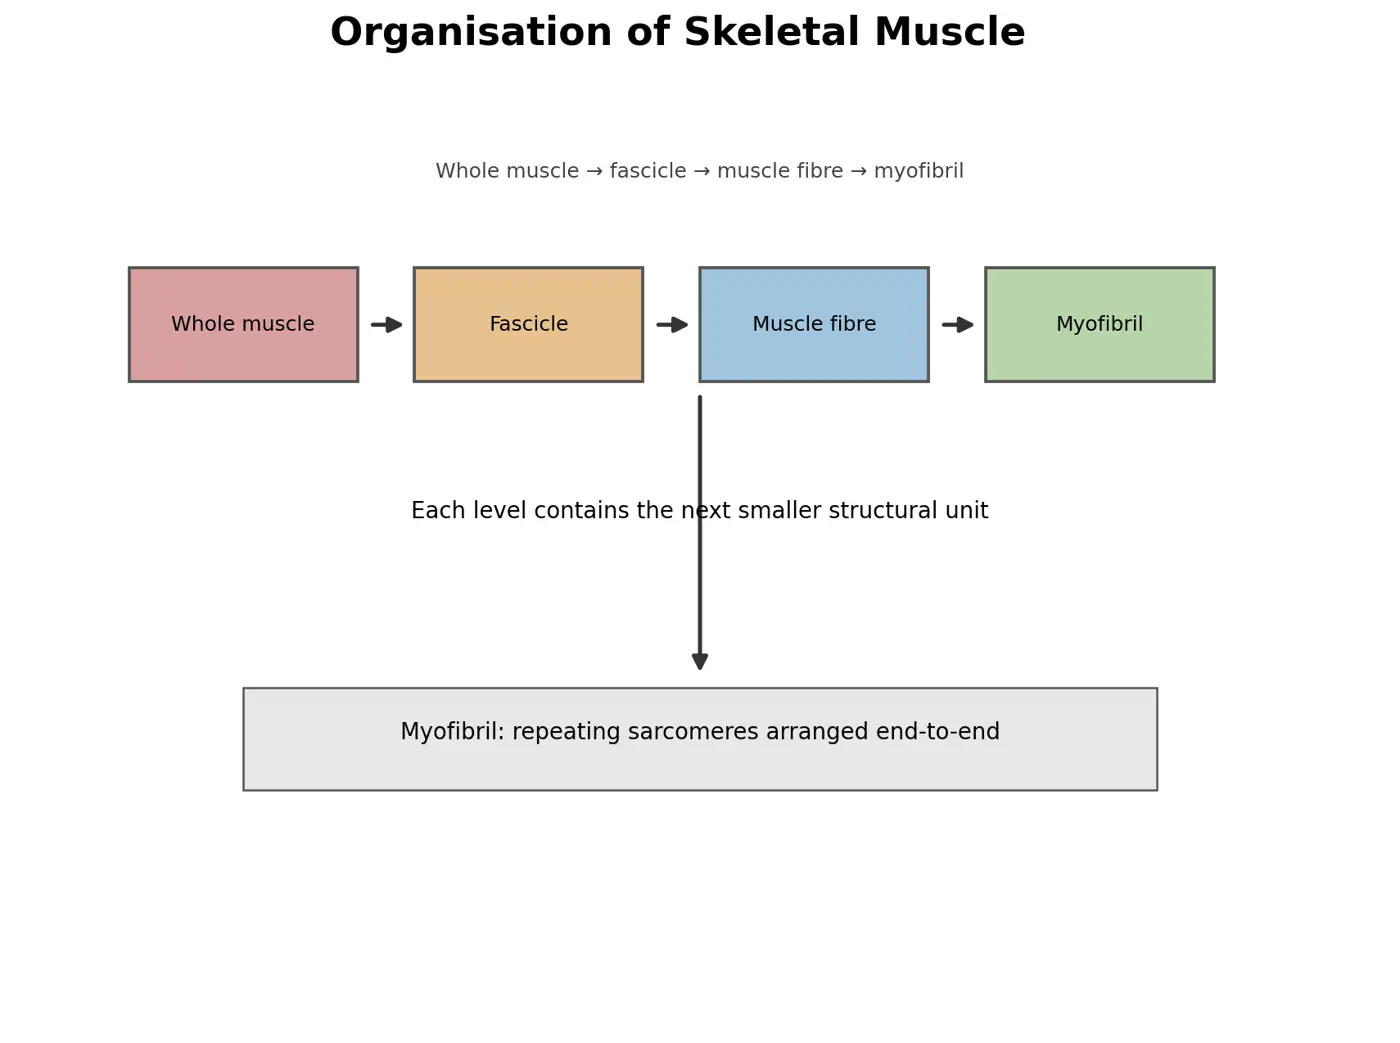 Organisation of Skeletal Muscle
Whole muscle → fascicle → muscle fibre → myofibril
Whole muscle
Fascicle
Muscle fibre
Myofibril
Each level contains the next smaller structural unit
Myofibril: repeating sarcomeres arranged end-to-end